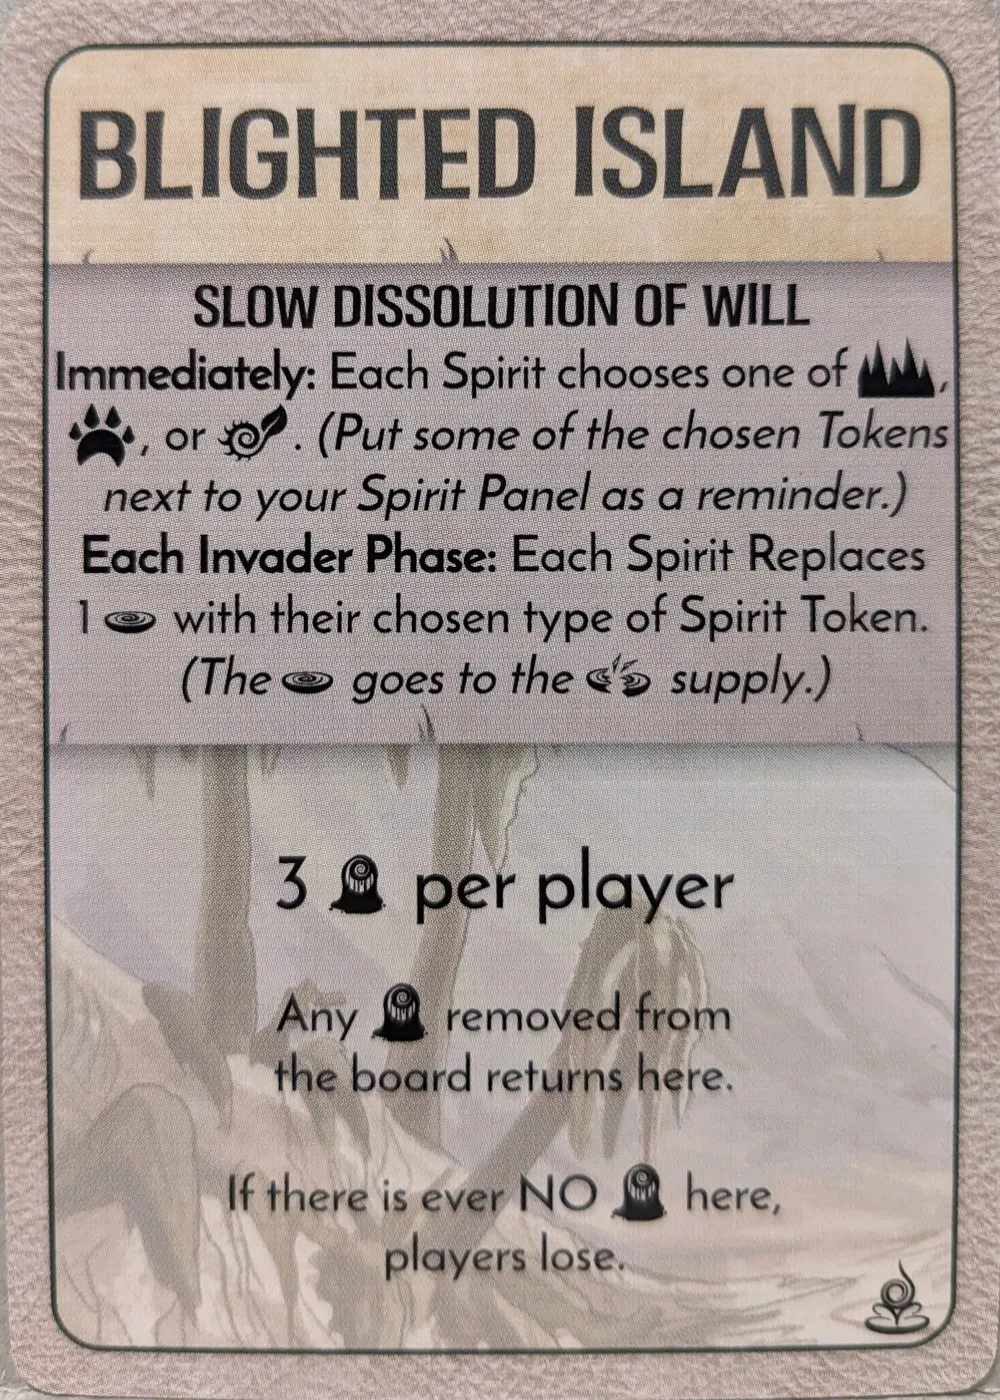 BLIGHTED ISLAND
SLOW DISSOLUTION OF WILL
Immediately: Each Spirit chooses one of ,
, or . (Put some of the chosen Tokens
next to your Spirit Panel as a reminder.)
Each Invader Phase: Each Spirit Replaces
1 with their chosen type of Spirit Token.
(The goes to the supply.)
3 per player
Any removed from
the board returns here.
If there is ever NO here,
players lose.